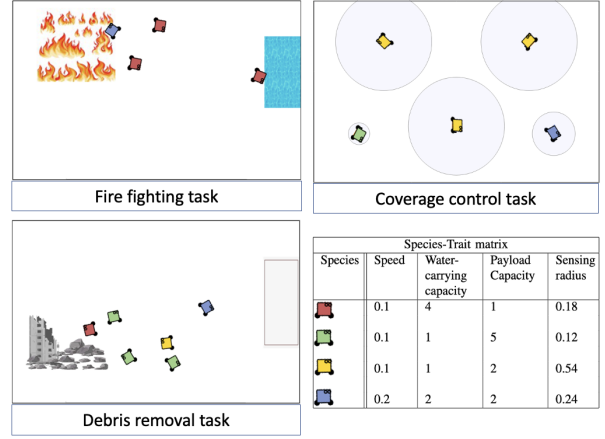 Fire fighting task
Coverage control task
Debris removal task
Species-Trait matrix
Species Speed Water-carrying capacity Payload Capacity Sensing radius
0.1 4 1 0.18
0.1 1 5 0.12
0.1 1 2 0.54
0.2 2 2 0.24